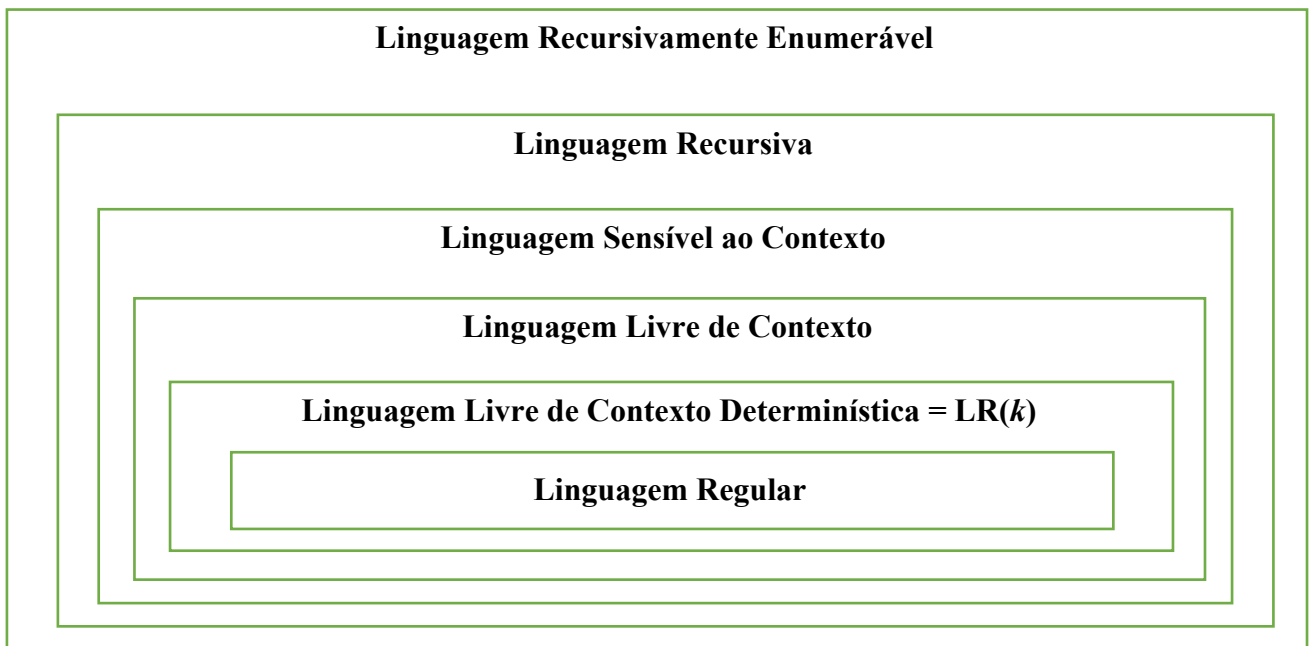 Linguagem Recursivamente Enumerável
Linguagem Recursiva
Linguagem Sensível ao Contexto
Linguagem Livre de Contexto
Linguagem Livre de Contexto Determinística = LR(k)
Linguagem Regular